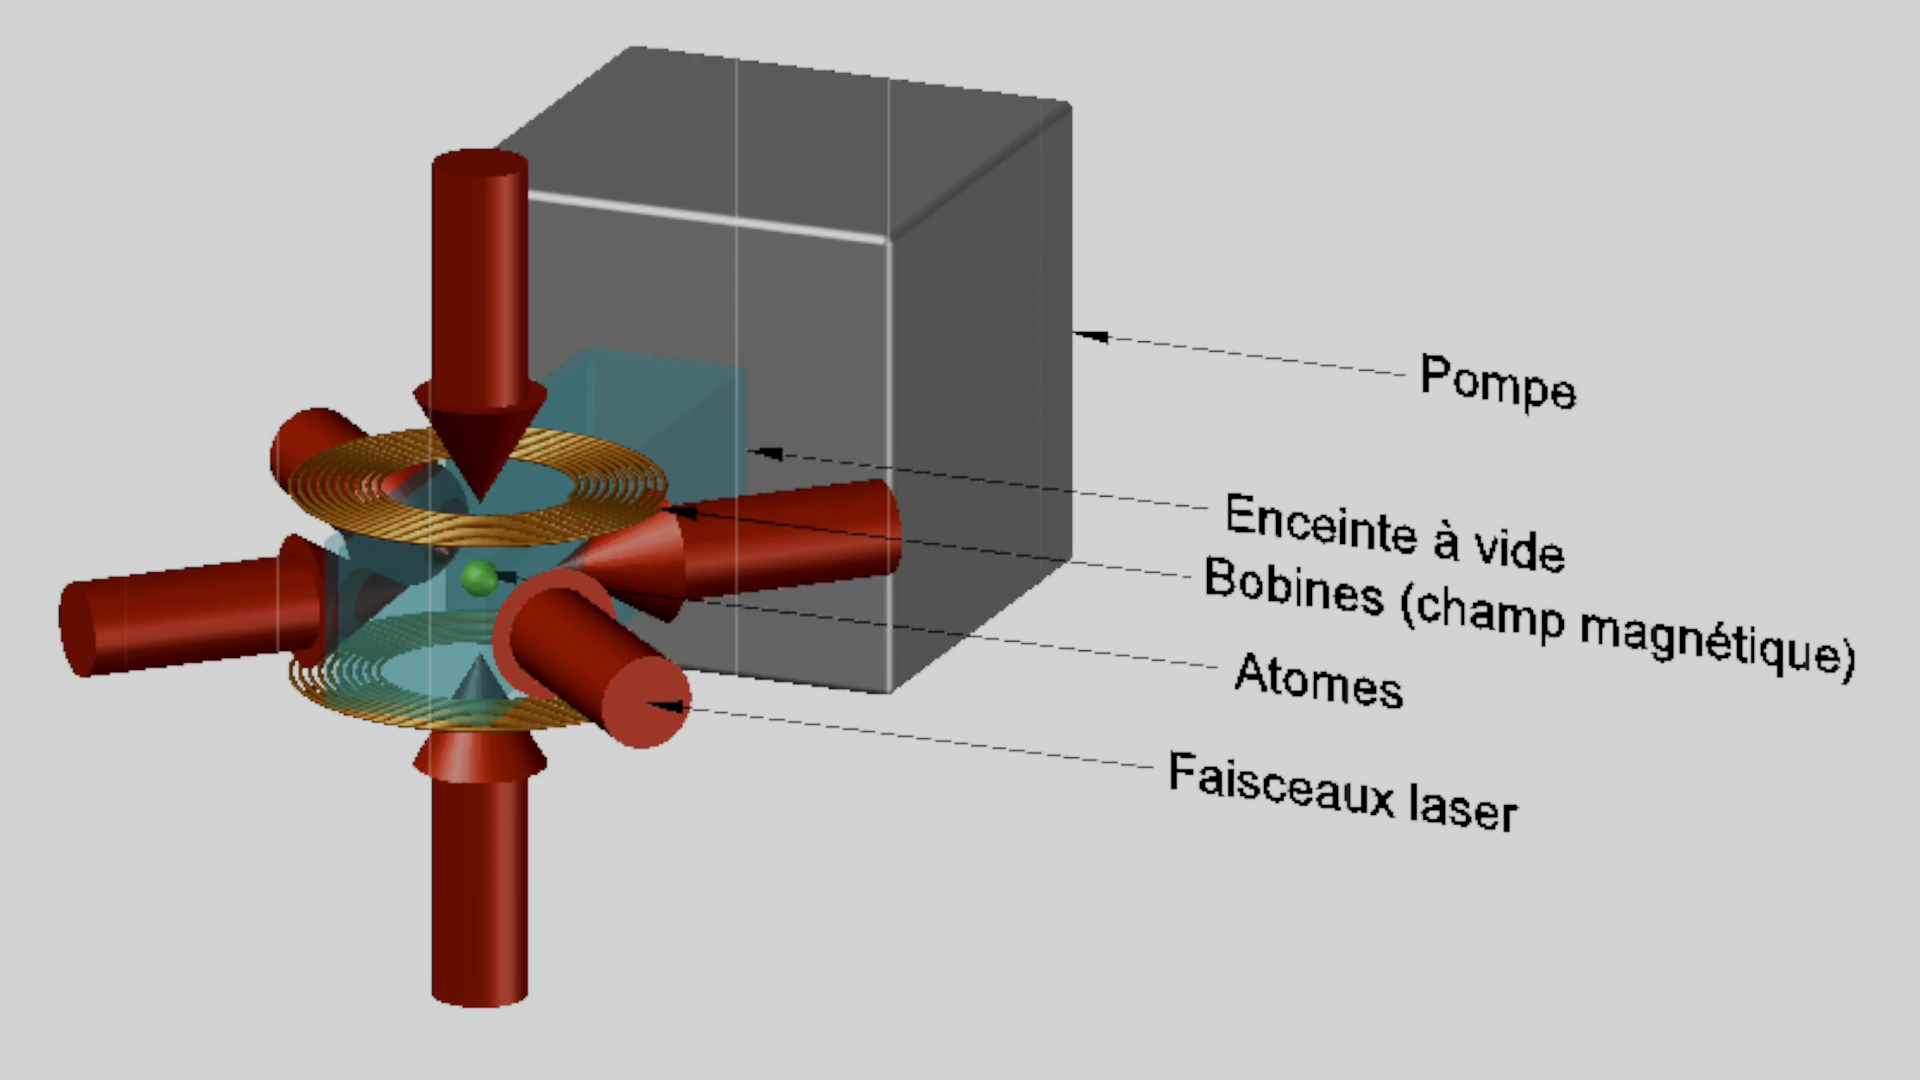 Pompe
Enceinte à vide
Bobines (champ magnétique)
Atomes
Faisceaux laser